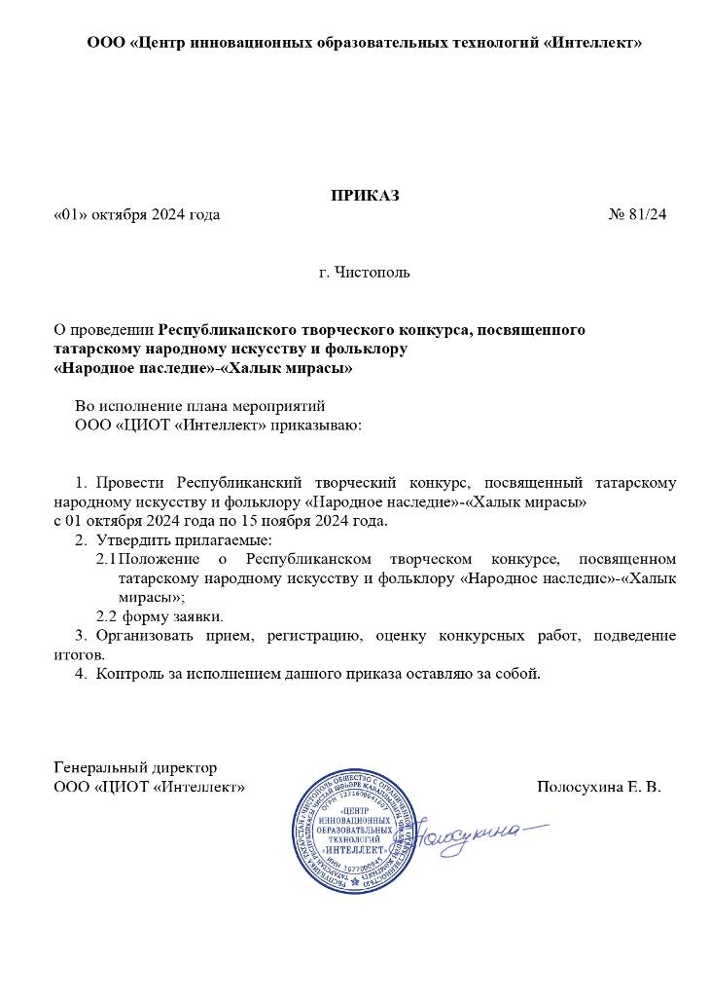 ООО «Центр инновационных образовательных технологий «Интеллект»
ПРИКАЗ
«01» октября 2024 года № 81/24
г. Чистополь
О проведении Республиканского творческого конкурса, посвященного
татарскому народному искусству и фольклору
«Народное наследие»-«Халык мирасы»
Во исполнение плана мероприятий
ООО «ЦИОТ «Интеллект» приказываю:
1. Провести Республиканский творческий конкурс, посвященный татарскому
народному искусству и фольклору «Народное наследие»-«Халык мирасы»
с 01 октября 2024 года по 15 ноября 2024 года.
2. Утвердить прилагаемые:
2.1Положение о Республиканском творческом конкурсе, посвященном
татарскому народному искусству и фольклору «Народное наследие»-«Халык
мирасы»;
2.2 форму заявки.
3. Организовать прием, регистрацию, оценку конкурсных работ, подведение
итогов.
4. Контроль за исполнением данного приказа оставляю за собой.
Генеральный директор
ООО «ЦИОТ «Интеллект» Полосухина Е. В.
«ЦЕНТР
ИННОВАЦИОННЫХ
ОБРАЗОВАТЕЛЬНЫХ
ТЕХНОЛОГИЙ
«ИНТЕЛЛЕКТ»
Полосухина